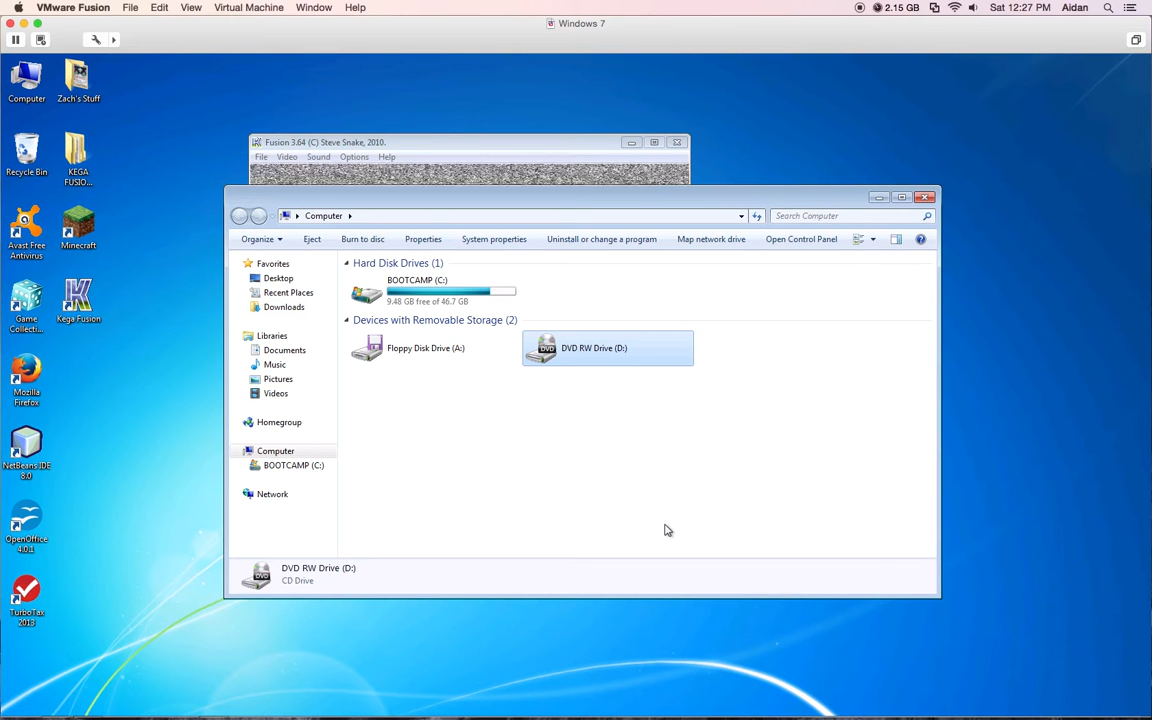 VMware Fusion File Edit View Virtual Machine Window Help 2.15 GB Sat 12:27 PM Aidan
Windows 7
Computer
Zach's Stuff
Recycle Bin
KEGA
FUSIO...
Avast Free
Antivirus
Minecraft
Game
Collecti...
Kega Fusion
Mozilla
Firefox
NetBeans IDE
8.0
OpenOffice
4.0.1
TurboTax
2013
Fusion 3.64 (C) Steve Snake, 2010.
File Video Sound Options Help
Computer Search Computer
Organize Eject Burn to disc Properties System properties Uninstall or change a program Map network drive Open Control Panel
Favorites
Desktop
Recent Places
Downloads
Libraries
Documents
Music
Pictures
Videos
Homegroup
Computer
BOOTCAMP (C:)
Network
Hard Disk Drives (1)
BOOTCAMP (C:)
9.48 GB free of 46.7 GB
Devices with Removable Storage (2)
Floppy Disk Drive (A:)
DVD DVD RW Drive (D:)
DVD DVD RW Drive (D:)
CD Drive